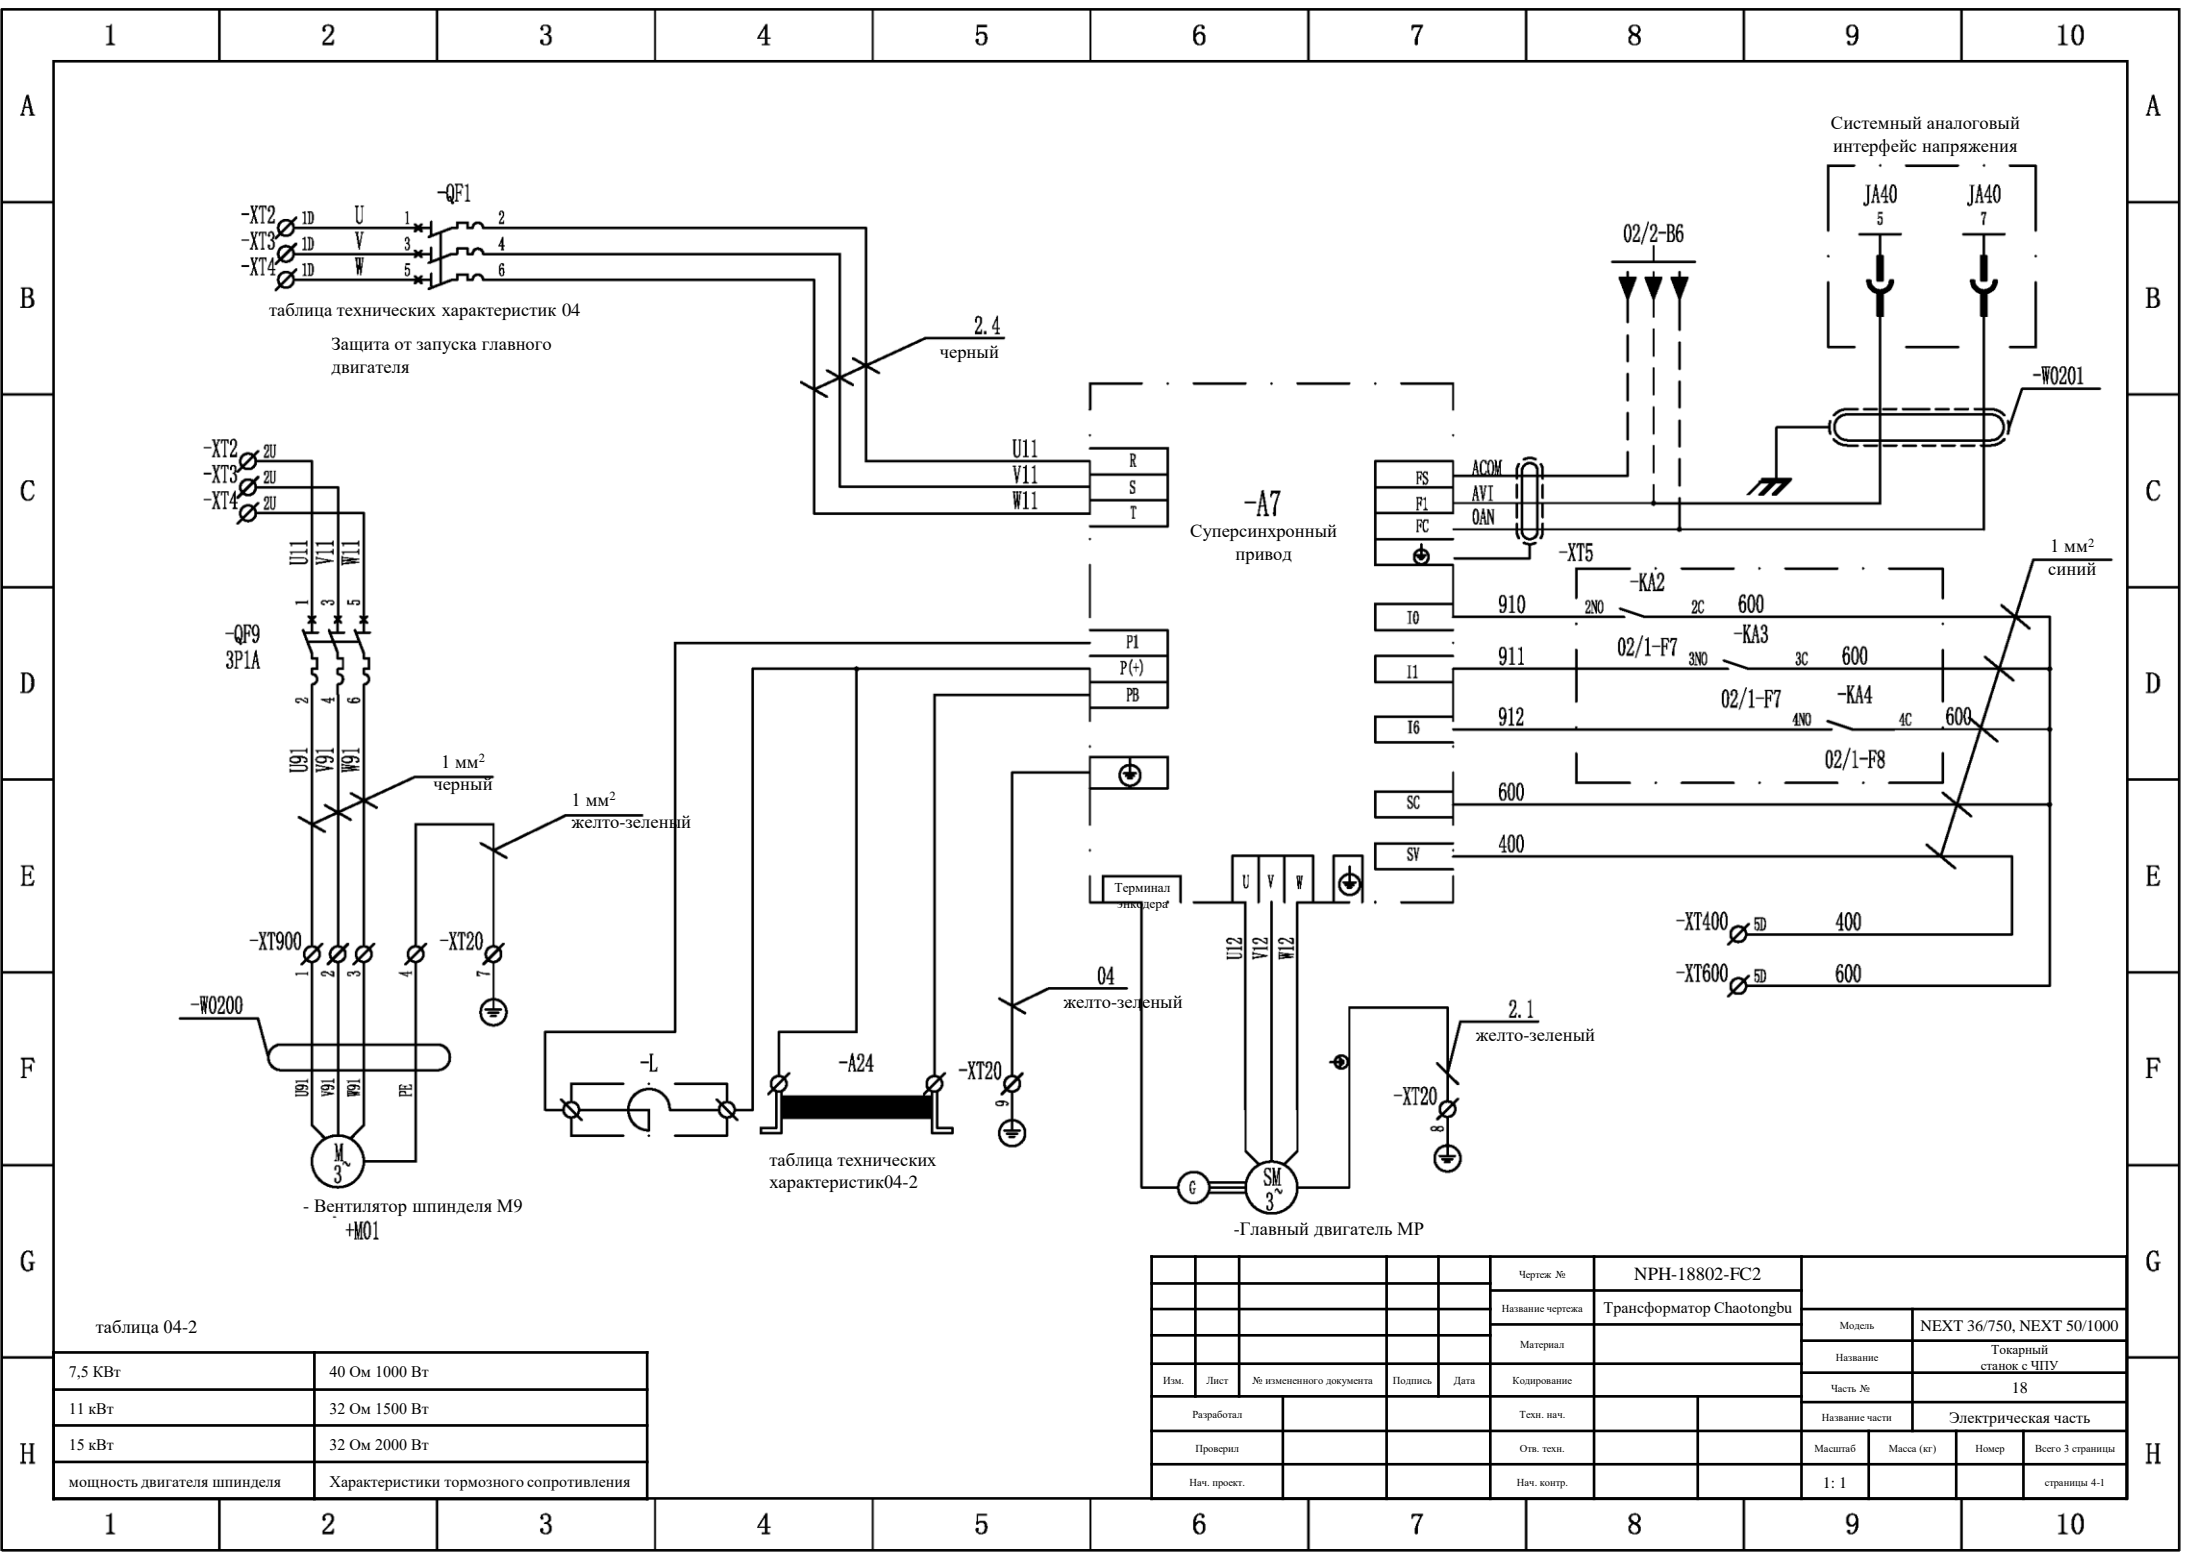 1 2 3 4 5 6 7 8 9 10
A A
B B
C C
D D
E E
F F
G G
H H
Системный аналоговый
интерфейс напряжения
JA40 JA40
5 7
-QF1
-XT2 1D U 1 2
-XT3 1D V 3 4
-XT4 1D W 5 6
таблица технических характеристик 04
Защита от запуска главного
двигателя
2.4
черный
02/2-B6
-W0201
-XT2 2U
-XT3 2U
-XT4 2U
U11 V11 W11
1 3 5
-QF9
3P1A
2 4 6
U91 V91 W91
1 мм²
черный
1 мм²
желто-зеленый
-XT900
1 2 3 4
-XT20
7
-W0200
U91 V91 W91 PE
M
3~
- Вентилятор шпинделя M9
+M01
U11 R
V11 S
W11 T
-A7
Суперсинхронный
привод
P1
P(+)
PB
FS ACOM
F1 AVI
FC OAN
-XT5
1 мм²
синий
I0 910 2NO -KA2 2C 600
02/1-F7
I1 911 3NO -KA3 3C 600
02/1-F7
I6 912 4NO -KA4 4C 600
02/1-F8
SC 600
SV 400
-XT400 5D 400
-XT600 5D 600
Терминал
энкодера
U V W
U12 V12 W12
04
желто-зеленый
2.1
желто-зеленый
-L
-A24
-XT20
9
-XT20
8
таблица технических
характеристик04-2
G
SM
3~
-Главный двигатель MP
таблица 04-2
7,5 КВт 40 Ом 1000 Вт
11 кВт 32 Ом 1500 Вт
15 кВт 32 Ом 2000 Вт
мощность двигателя шпинделя Характеристики тормозного сопротивления
Чертеж № NPH-18802-FC2
Название чертежа Трансформатор Chaotongbu
Материал
Модель NEXT 36/750, NEXT 50/1000
Название Токарный
станок с ЧПУ
Изм. Лист № измененного документа Подпись Дата Кодирование
Часть № 18
Разработал Техн. нач.
Название части Электрическая часть
Проверил Отв. техн.
Масштаб Масса (кг) Номер Всего 3 страницы
Нач. проект. Нач. контр.
1: 1 страницы 4-1
1 2 3 4 5 6 7 8 9 10